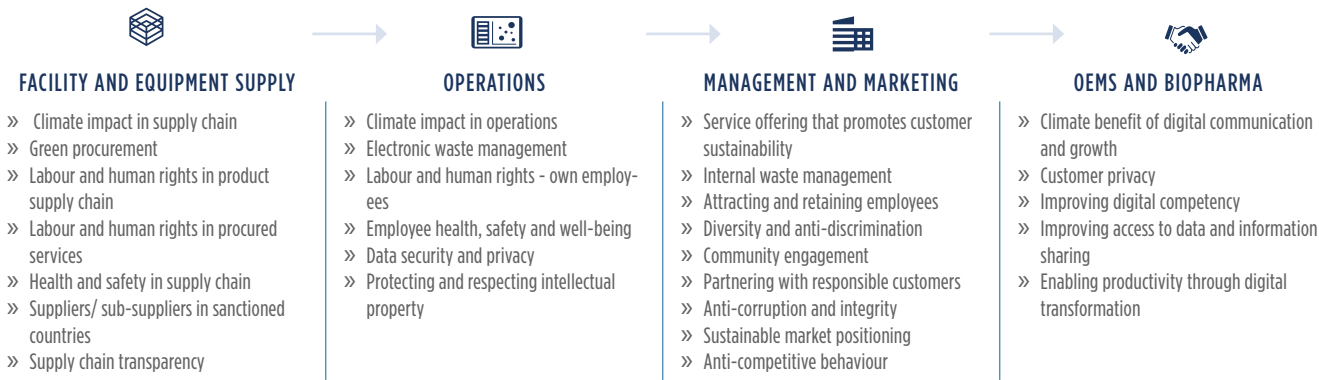 FACILITY AND EQUIPMENT SUPPLY
» Climate impact in supply chain
» Green procurement
» Labour and human rights in product
supply chain
» Labour and human rights in procured
services
» Health and safety in supply chain
» Suppliers/ sub-suppliers in sanctioned
countries
» Supply chain transparency
OPERATIONS
» Climate impact in operations
» Electronic waste management
» Labour and human rights - own employ-
ees
» Employee health, safety and well-being
» Data security and privacy
» Protecting and respecting intellectual
property
MANAGEMENT AND MARKETING
» Service offering that promotes customer
sustainability
» Internal waste management
» Attracting and retaining employees
» Diversity and anti-discrimination
» Community engagement
» Partnering with responsible customers
» Anti-corruption and integrity
» Sustainable market positioning
» Anti-competitive behaviour
OEMS AND BIOPHARMA
» Climate benefit of digital communication
and growth
» Customer privacy
» Improving digital competency
» Improving access to data and information
sharing
» Enabling productivity through digital
transformation